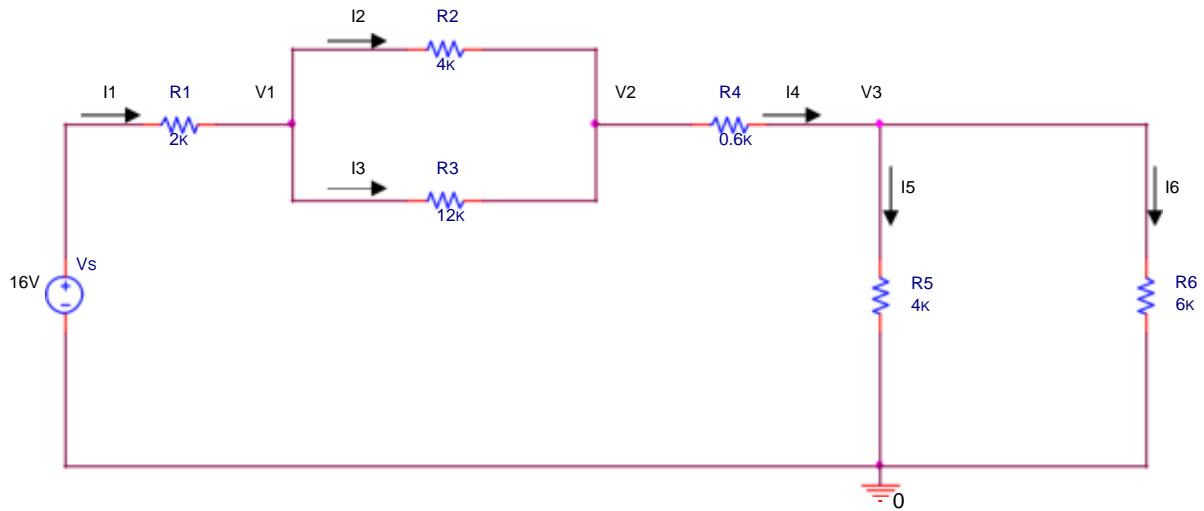 I2 R2
4K
I1 R1 V1 V2 R4 I4 V3
2K 0.6K
I3 R3
12K
I5 I6
Vs
16V
R5 R6
4K 6K
0